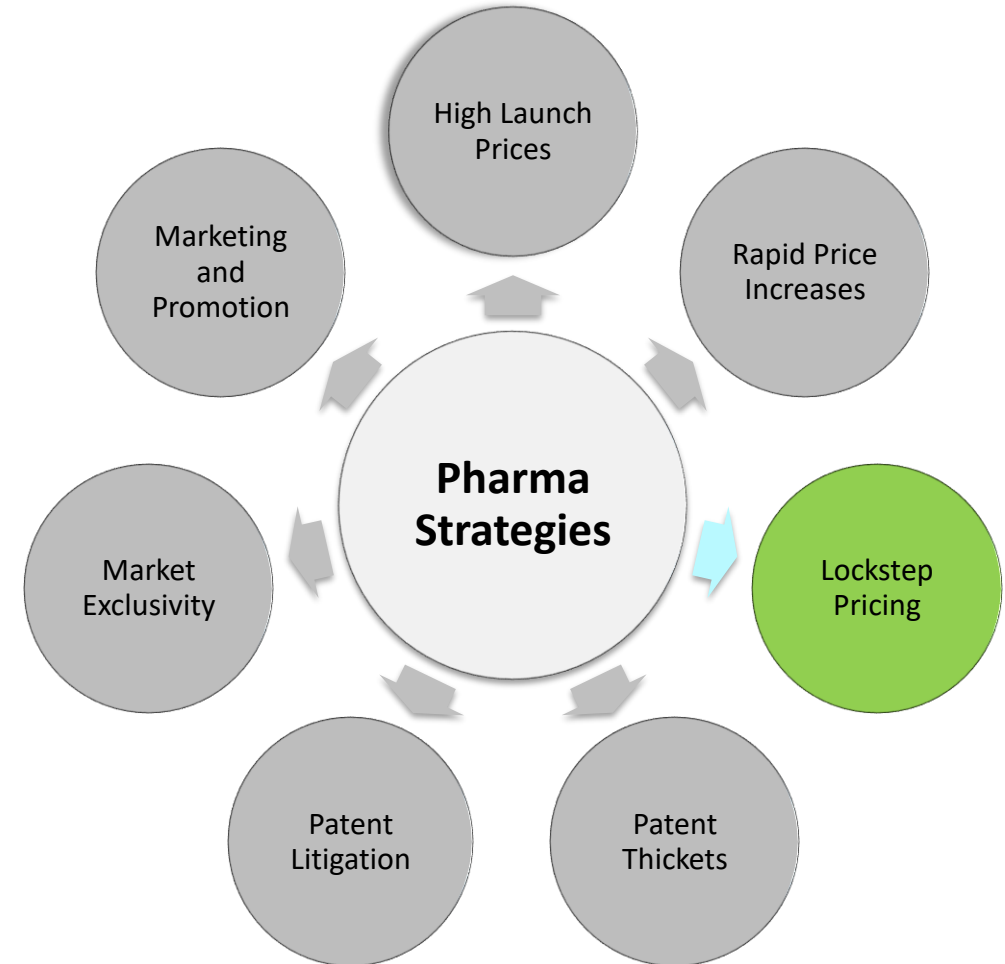 High Launch
Prices
Rapid Price
Increases
Lockstep
Pricing
Patent
Thickets
Patent
Litigation
Market
Exclusivity
Marketing
and
Promotion
Pharma
Strategies